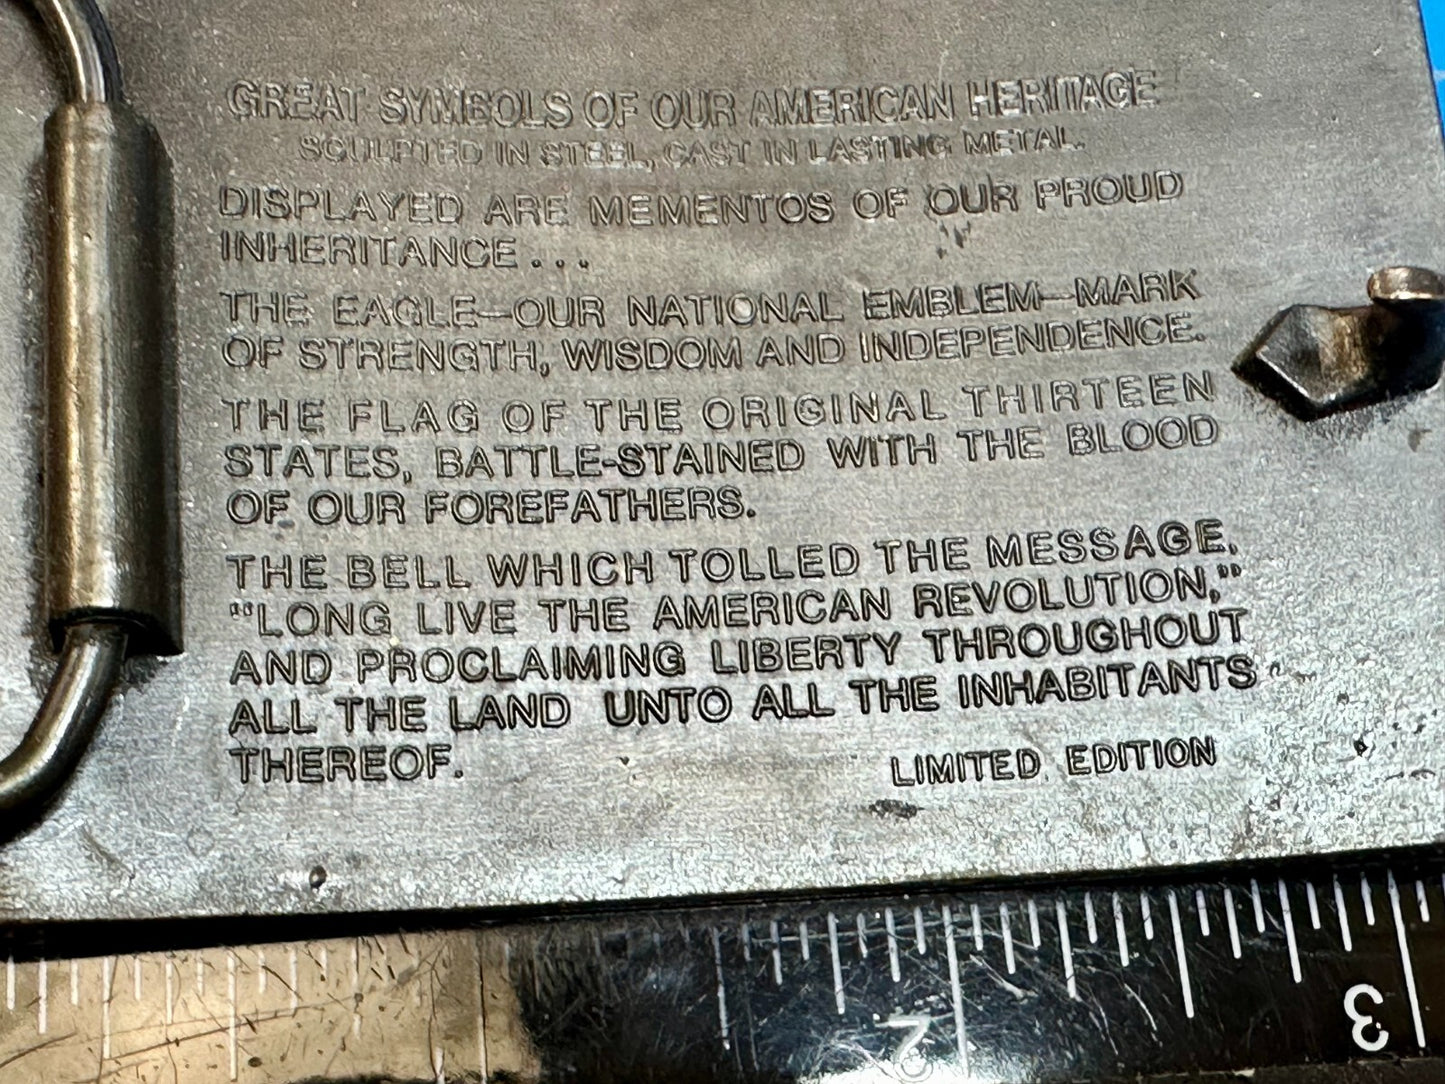 GREAT SYMBOLS OF OUR AMERICAN HERITAGE
SCULPTED IN STEEL, CAST IN LASTING METAL.
DISPLAYED ARE MEMENTOS OF OUR PROUD
INHERITANCE . . .
THE EAGLE—OUR NATIONAL EMBLEM—MARK
OF STRENGTH, WISDOM AND INDEPENDENCE.
THE FLAG OF THE ORIGINAL THIRTEEN
STATES, BATTLE-STAINED WITH THE BLOOD
OF OUR FOREFATHERS.
THE BELL WHICH TOLLED THE MESSAGE,
"LONG LIVE THE AMERICAN REVOLUTION,"
AND PROCLAIMING LIBERTY THROUGHOUT
ALL THE LAND UNTO ALL THE INHABITANTS
THEREOF.
LIMITED EDITION
2
3